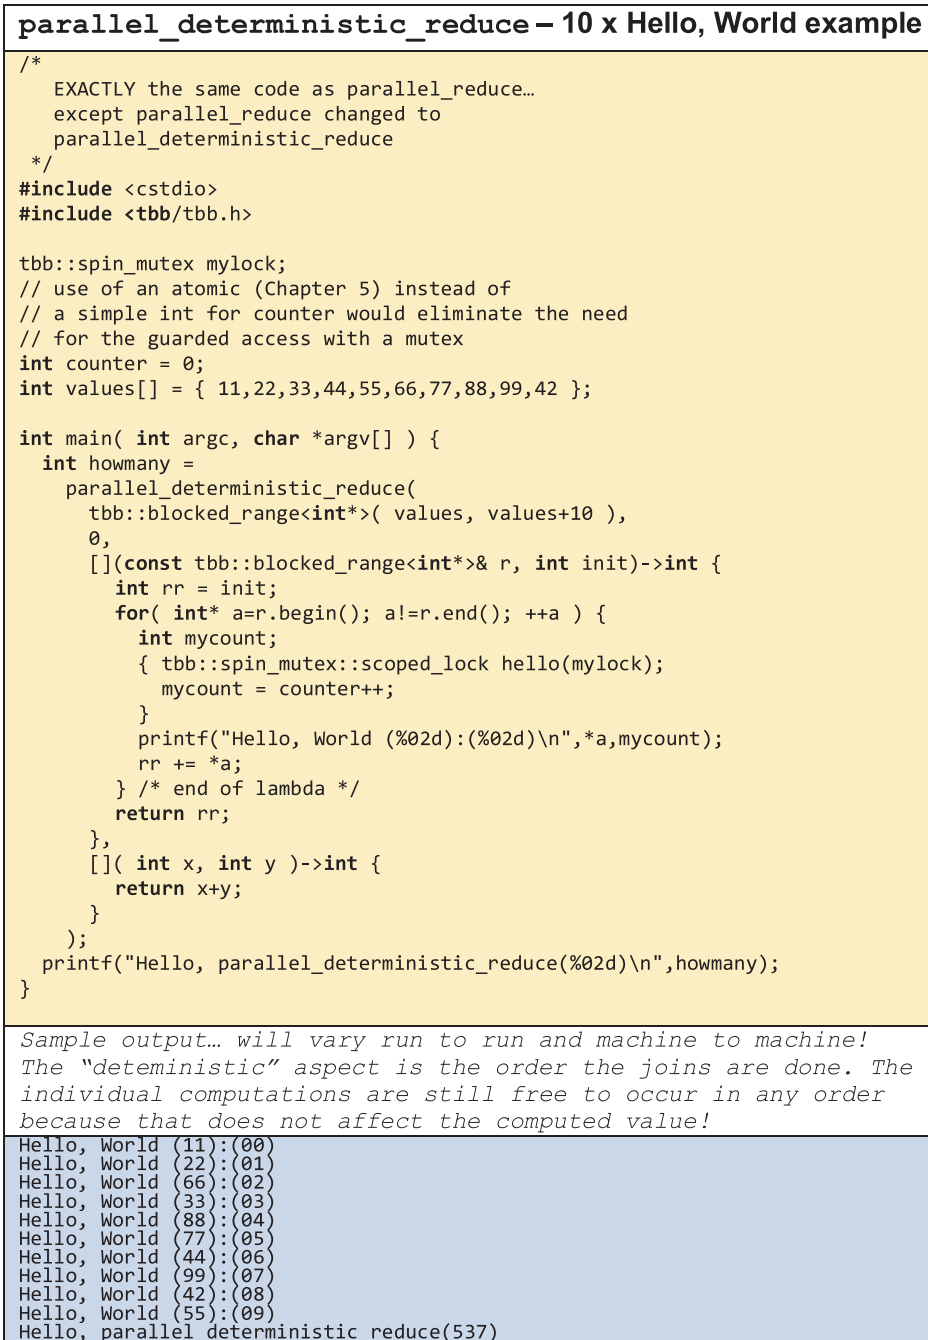 parallel_deterministic_reduce – 10 x Hello, World example
/*
   EXACTLY the same code as parallel_reduce…
   except parallel_reduce changed to
   parallel_deterministic_reduce
 */
#include <cstdio>
#include <tbb/tbb.h>

tbb::spin_mutex mylock;
// use of an atomic (Chapter 5) instead of
// a simple int for counter would eliminate the need
// for the guarded access with a mutex
int counter = 0;
int values[] = { 11,22,33,44,55,66,77,88,99,42 };

int main( int argc, char *argv[] ) {
  int howmany =
    parallel_deterministic_reduce(
      tbb::blocked_range<int*>( values, values+10 ),
      0,
      [](const tbb::blocked_range<int*>& r, int init)->int {
        int rr = init;
        for( int* a=r.begin(); a!=r.end(); ++a ) {
          int mycount;
          { tbb::spin_mutex::scoped_lock hello(mylock);
            mycount = counter++;
          }
          printf("Hello, World (%02d):(%02d)\n",*a,mycount);
          rr += *a;
        } /* end of lambda */
        return rr;
      },
      []( int x, int y )->int {
        return x+y;
      }
    );
  printf("Hello, parallel_deterministic_reduce(%02d)\n",howmany);
}

Sample output… will vary run to run and machine to machine!
The “deteministic” aspect is the order the joins are done. The
individual computations are still free to occur in any order
because that does not affect the computed value!
Hello, World (11):(00)
Hello, World (22):(01)
Hello, World (66):(02)
Hello, World (33):(03)
Hello, World (88):(04)
Hello, World (77):(05)
Hello, World (44):(06)
Hello, World (99):(07)
Hello, World (42):(08)
Hello, World (55):(09)
Hello, parallel_deterministic_reduce(537)